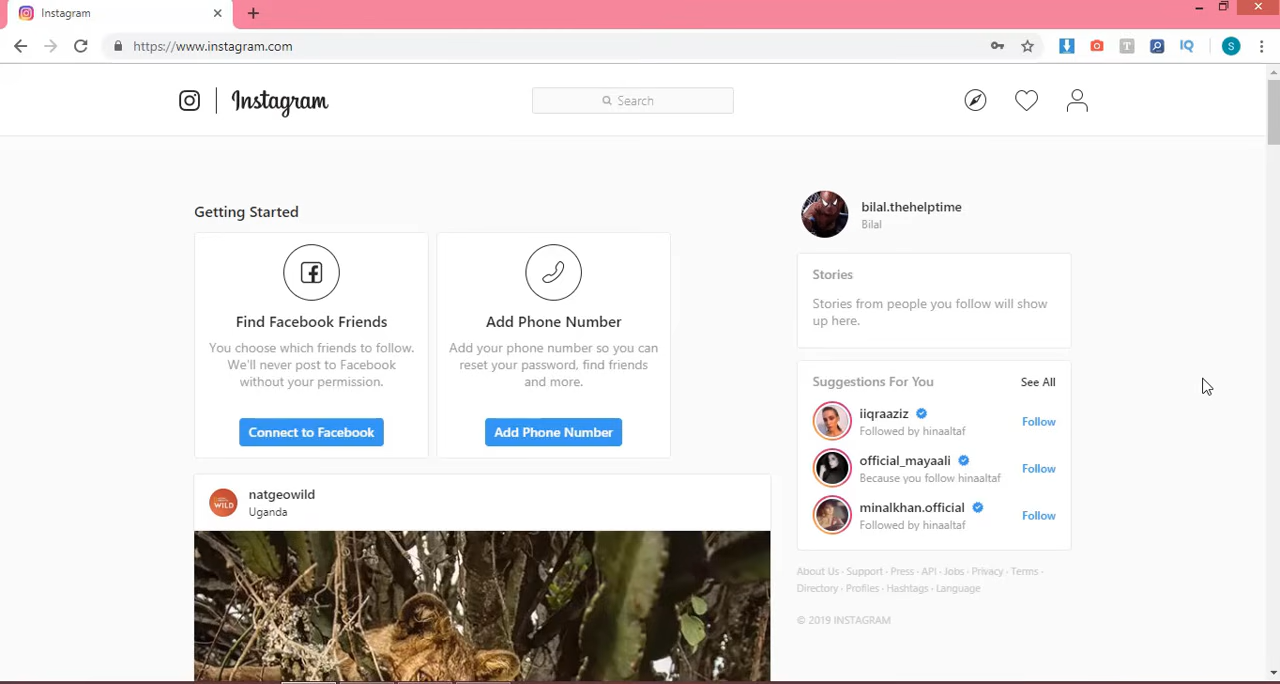 Instagram
https://www.instagram.com
T
IQ
S
Instagram
Search
Getting Started
Find Facebook Friends
You choose which friends to follow.
We'll never post to Facebook
without your permission.
Connect to Facebook
Add Phone Number
Add your phone number so you can
reset your password, find friends
and more.
Add Phone Number
natgeowild
Uganda
WILD
bilal.thehelptime
Bilal
Stories
Stories from people you follow will show
up here.
Suggestions For You See All
iiqraaziz
Followed by hinaaltaf
Follow
official_mayaali
Because you follow hinaaltaf
Follow
minalkhan.official
Followed by hinaaltaf
Follow
About Us · Support · Press · API · Jobs · Privacy · Terms ·
Directory · Profiles · Hashtags · Language
© 2019 INSTAGRAM